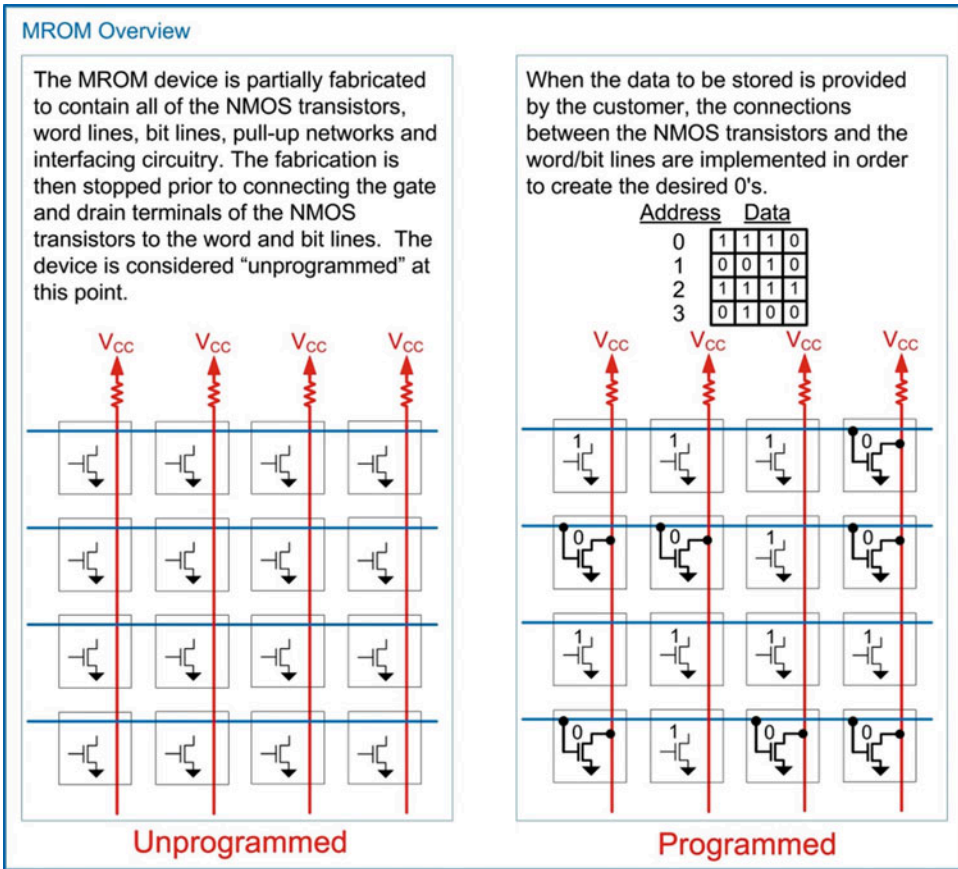 MROM Overview
The MROM device is partially fabricated
to contain all of the NMOS transistors,
word lines, bit lines, pull-up networks and
interfacing circuitry. The fabrication is
then stopped prior to connecting the gate
and drain terminals of the NMOS
transistors to the word and bit lines.  The
device is considered “unprogrammed” at
this point.
VCC VCC VCC VCC
Unprogrammed
When the data to be stored is provided
by the customer, the connections
between the NMOS transistors and the
word/bit lines are implemented in order
to create the desired 0's.
Address Data
0 1 1 1 0
1 0 0 1 0
2 1 1 1 1
3 0 1 0 0
VCC VCC VCC VCC
1 1 1 0
0 0 1 0
1 1 1 1
0 1 0 0
Programmed